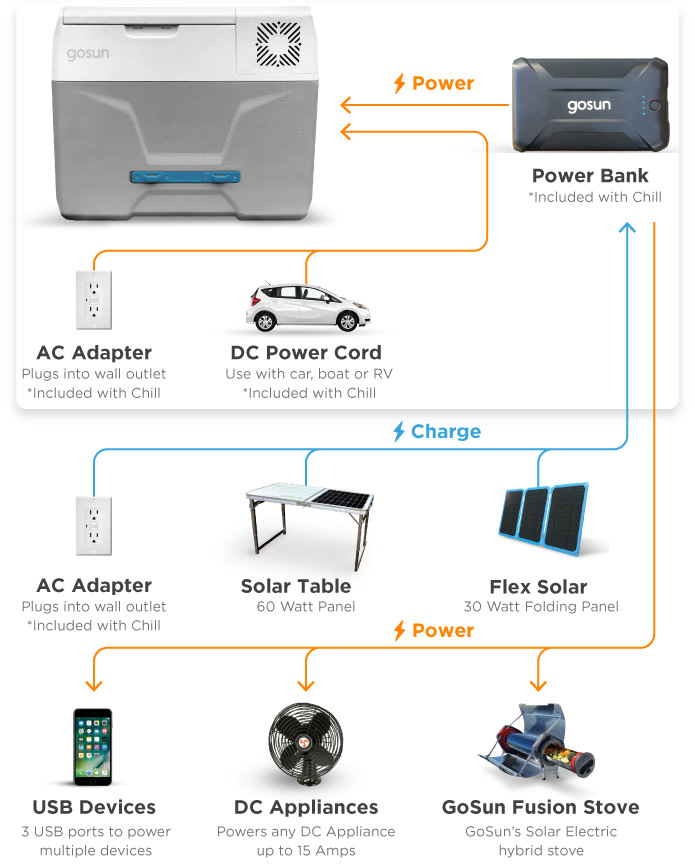 gosun
Power
gosun
Power Bank
*Included with Chill
AC Adapter
Plugs into wall outlet
*Included with Chill
DC Power Cord
Use with car, boat or RV
*Included with Chill
Charge
AC Adapter
Plugs into wall outlet
*Included with Chill
Solar Table
60 Watt Panel
Flex Solar
30 Watt Folding Panel
Power
USB Devices
3 USB ports to power
multiple devices
DC Appliances
Powers any DC Appliance
up to 15 Amps
GoSun Fusion Stove
GoSun's Solar Electric
hybrid stove